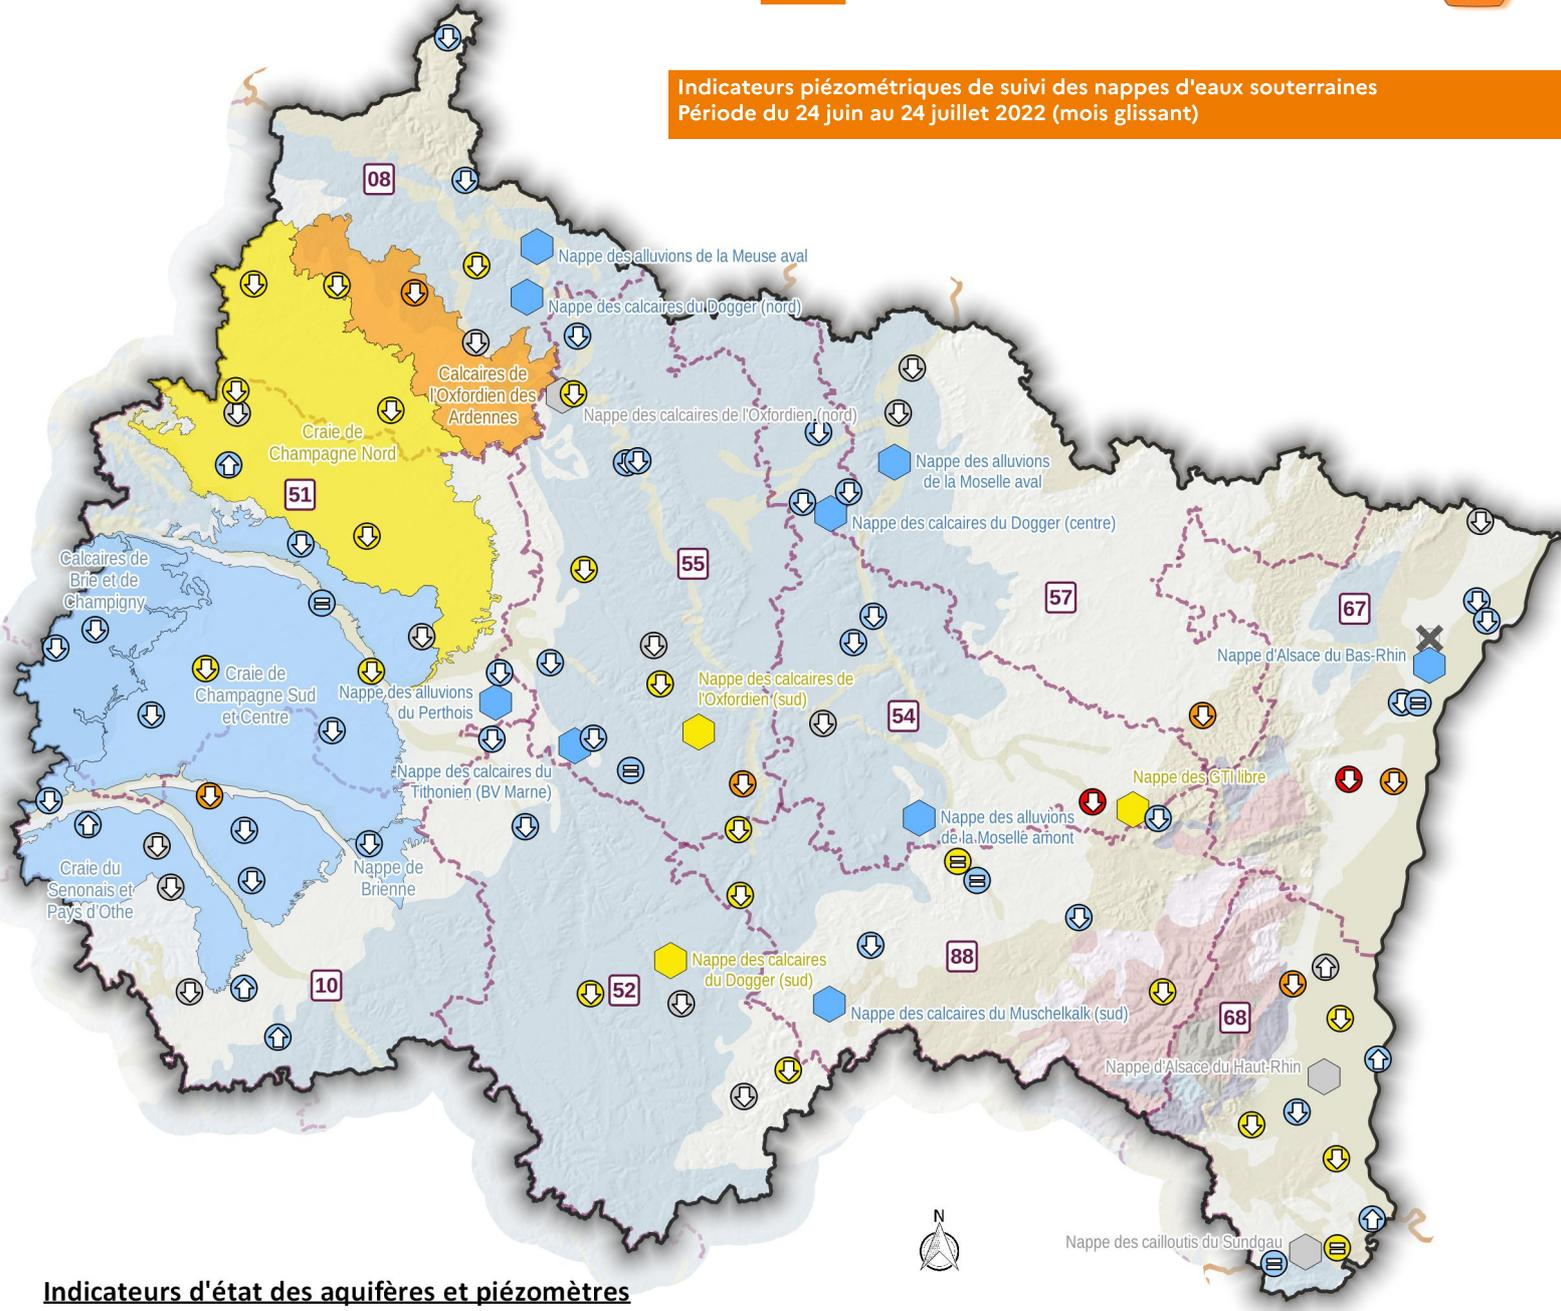 Indicateurs piézométriques de suivi des nappes d'eaux souterraines
Période du 24 juin au 24 juillet 2022 (mois glissant)
08
Nappe des alluvions de la Meuse aval
Nappe des calcaires du Dogger (nord)
Calcaires de
l'Oxfordien des
Ardennes
Nappe des calcaires de l'Oxfordien (nord)
Craie de
Champagne Nord
Nappe des alluvions
de la Moselle aval
51
Nappe des calcaires du Dogger (centre)
Calcaires de
Brie et de
Champigny
55
57
67
Nappe d'Alsace du Bas-Rhin
Craie de
Champagne Sud
et Centre
Nappe des alluvions
du Perthois
Nappe des calcaires de
l'Oxfordien (sud)
54
Nappe des calcaires du
Tithonien (BV Marne)
Nappe des GTI libre
Nappe des alluvions
de la Moselle amont
Craie du
Senonais et
Pays d'Othe
Nappe de
Brienne
88
Nappe des calcaires
du Dogger (sud)
10
52
Nappe des calcaires du Muschelkalk (sud)
68
Nappe d'Alsace du Haut-Rhin
N
Nappe des cailloutis du Sundgau
Indicateurs d'état des aquifères et piézomètres